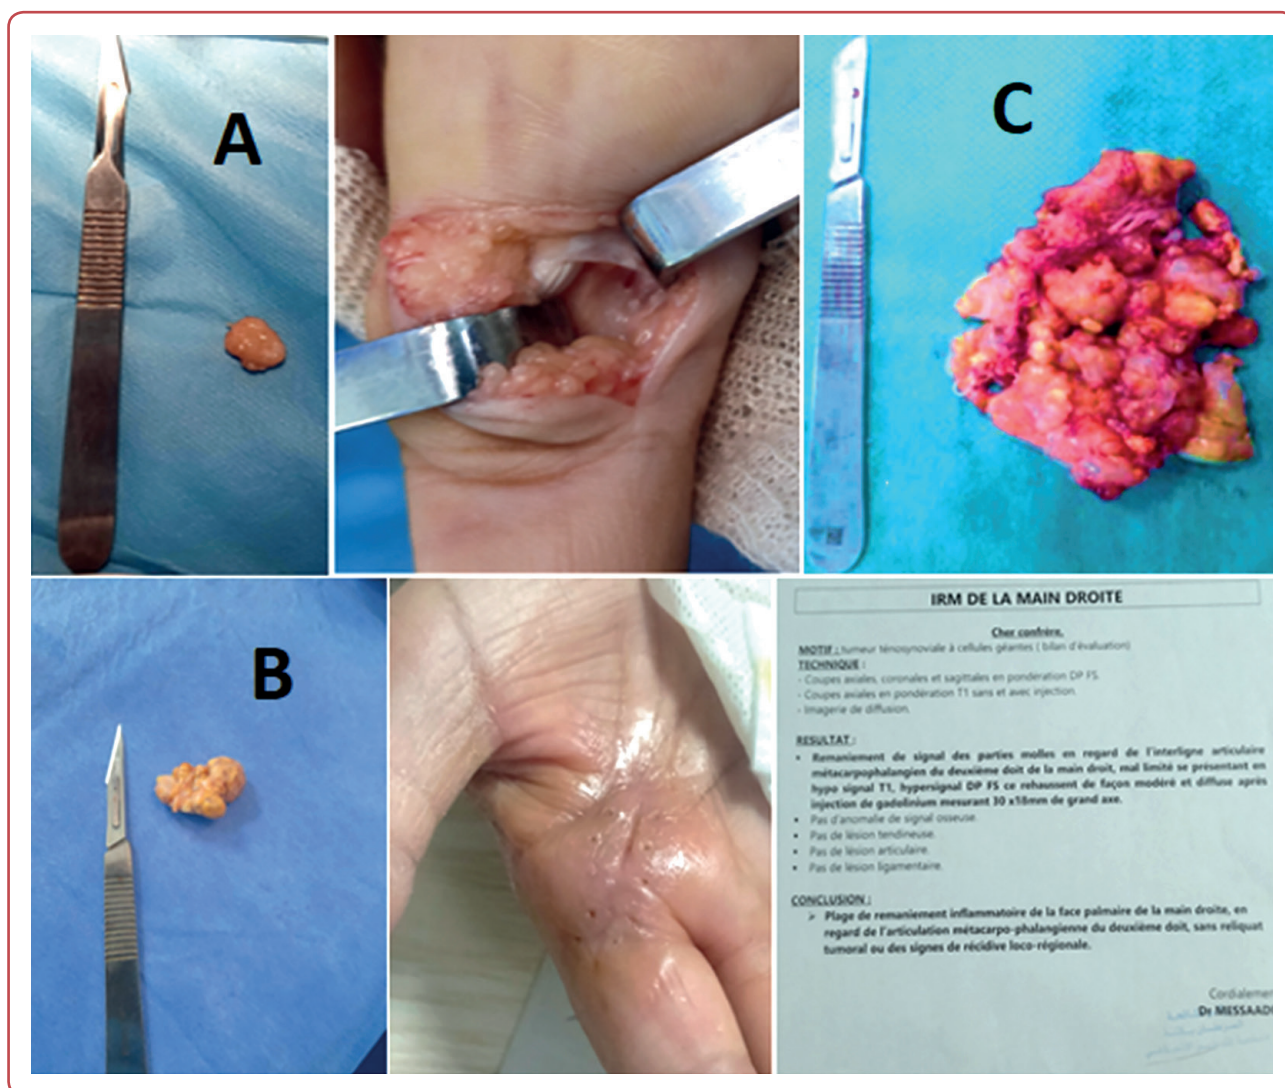 A
C
B
IRM DE LA MAIN DROITE
Cher confrère,
MOTIF : tumeur ténosynoviale à cellules géantes ( bilan d'évaluation)
TECHNIQUE :
- Coupes axiales, coronales et sagittales en pondération DP FS.
- Coupes axiales en pondération T1 sans et avec injection.
- Imagerie de diffusion.
RESULTAT :
• Remaniement de signal des parties molles en regard de l'interligne articulaire
métacarpophalangien du deuxième doit de la main droit, mal limité se présentant en
hypo signal T1, hypersignal DP FS ce rehaussent de façon modéré et diffuse après
injection de gadolinium mesurant 30 x18mm de grand axe.
• Pas d'anomalie de signal osseuse.
• Pas de lésion tendineuse.
• Pas de lésion articulaire.
• Pas de lésion ligamentaire.
CONCLUSION :
➢ Plage de remaniement inflammatoire de la face palmaire de la main droite, en
regard de l'articulation métacarpo-phalangienne du deuxième doit, sans reliquat
tumoral ou des signes de récidive loco-régionale.
Cordialemen
Dr MESSAADI